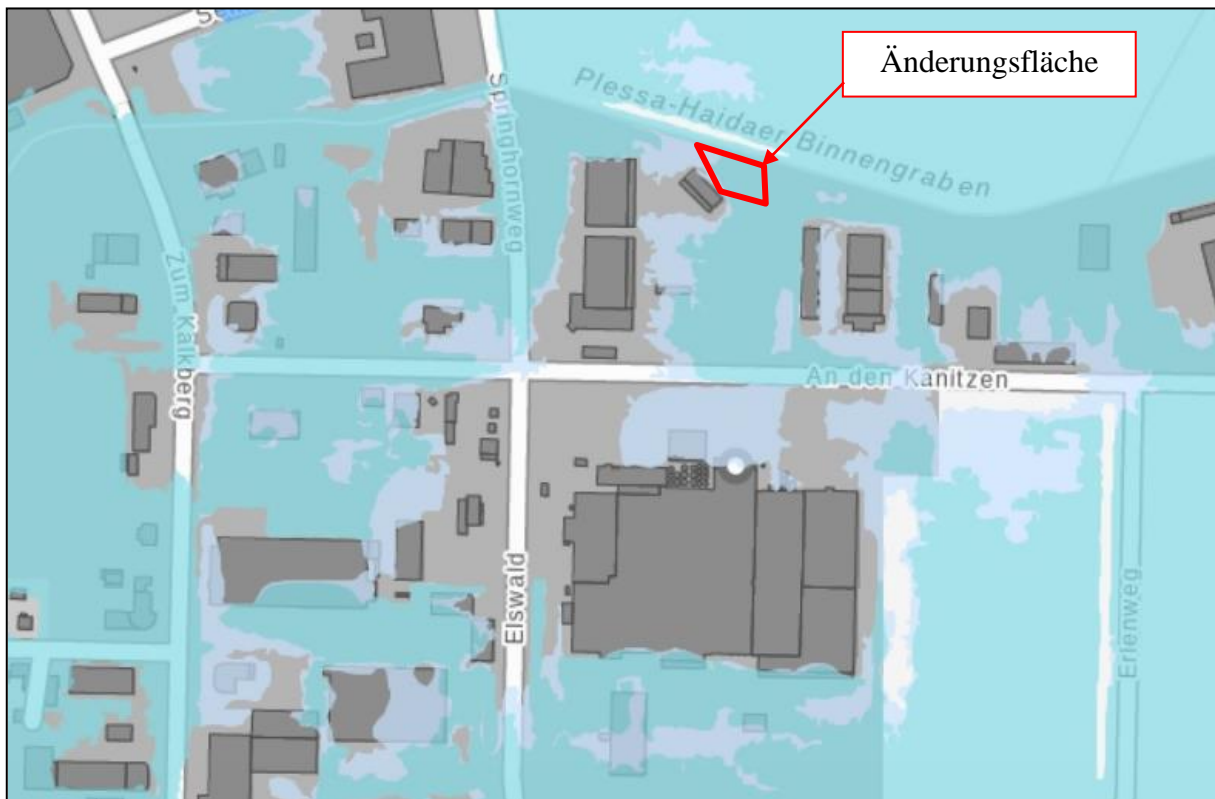 Änderungsfläche
Springhornweg
Plessa-Haidaer Binnengraben
Zum Kalkberg
An den Kanitzen
Elswald
Erlenweg